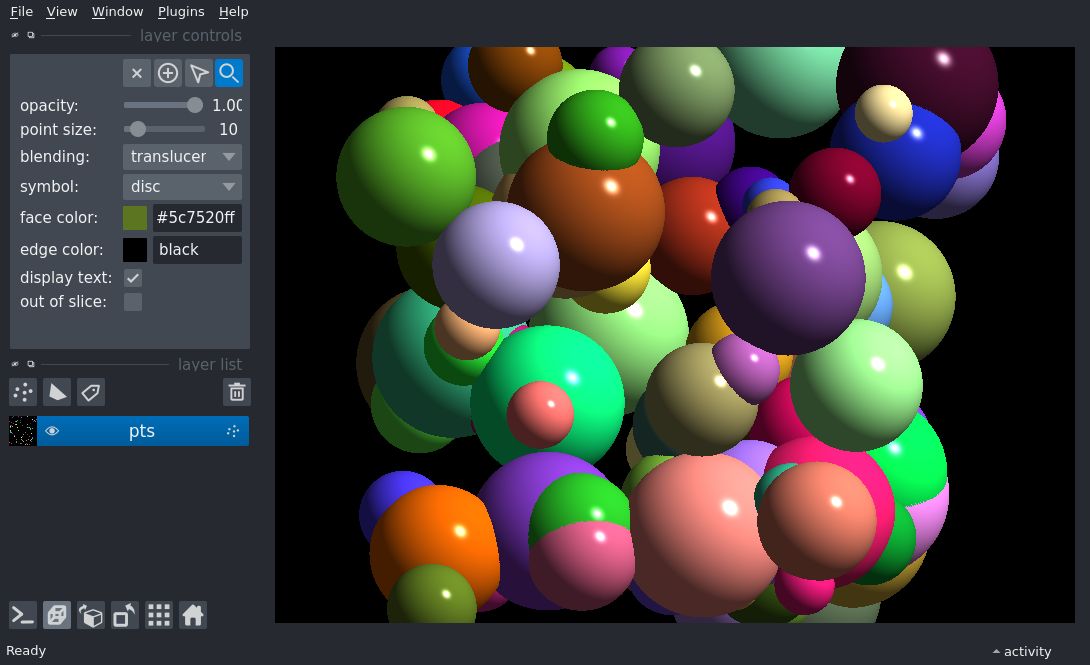 File View Window Plugins Help
layer controls
opacity: 1.00
point size: 10
blending: translucer
symbol: disc
face color: #5c7520ff
edge color: black
display text:
out of slice:
layer list
pts
Ready
activity